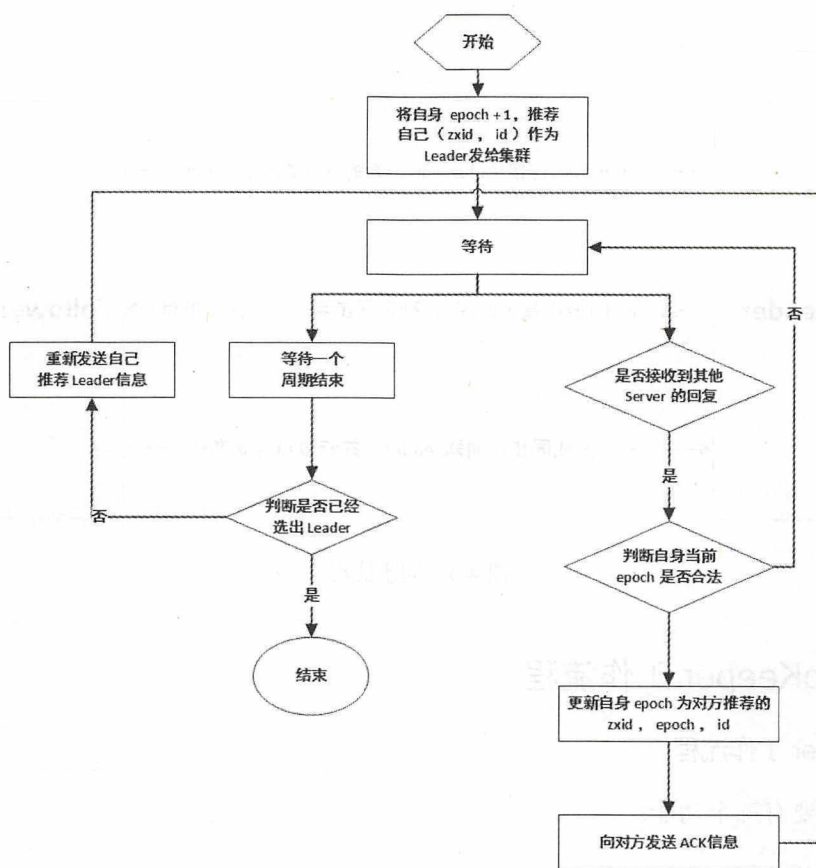 开始
将自身 epoch +1，推荐
自己（zxid，id）作为
Leader发给集群
等待
否
重新发送自己
推荐 Leader信息
等待一个
周期结束
是否接收到其他
Server 的回复
是
否
判断是否已经
选出 Leader
判断自身当前
epoch 是否合法
是
结束
更新自身 epoch 为对方推荐的
zxid，epoch，id
向对方发送 ACK信息